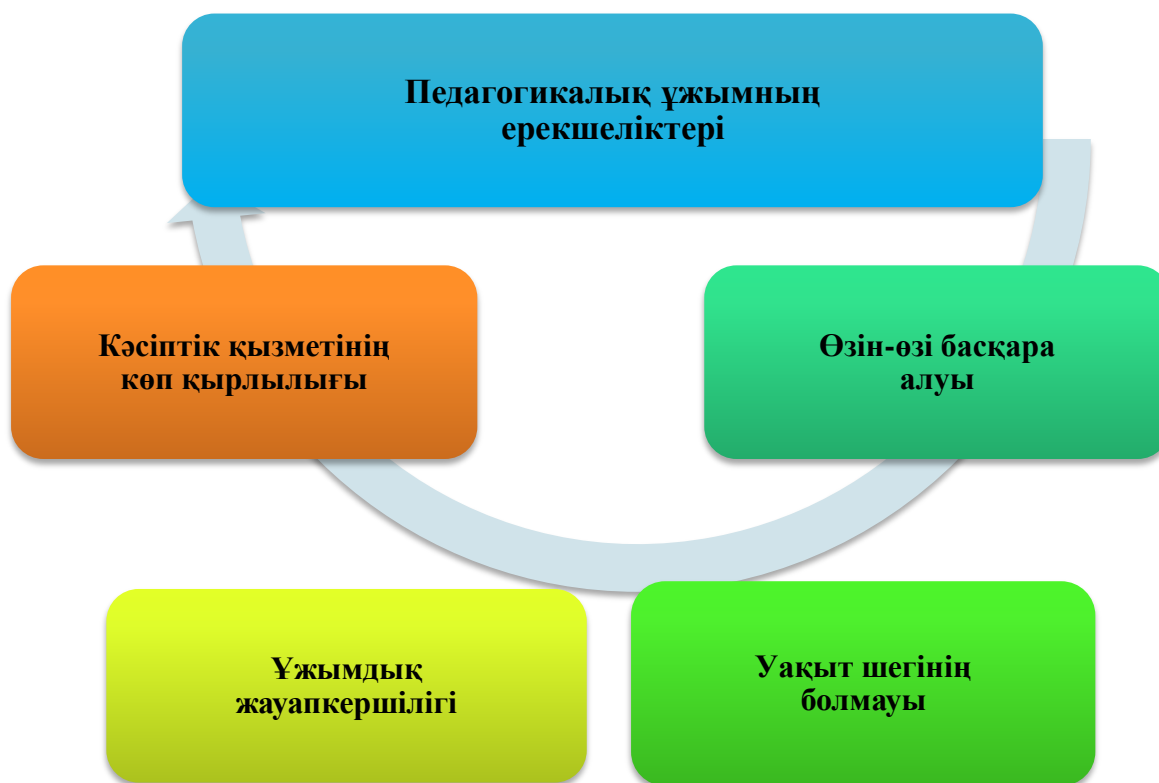 Педагогикалық ұжымның
ерекшеліктері
Кәсіптік қызметінің
көп қырлылығы
Өзін-өзі басқара
алуы
Ұжымдық
жауапкершілігі
Уақыт шегінің
болмауы